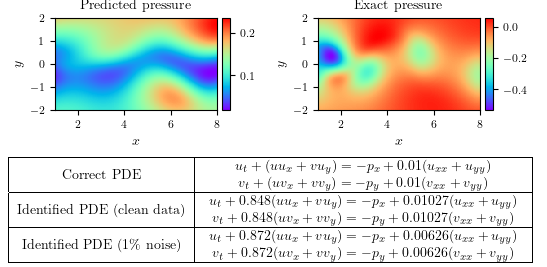 Predicted pressure
Exact pressure
2
1
0
−1
−2
y
2
4
6
8
x
0.2
0.1
2
1
0
−1
−2
y
2
4
6
8
x
0.0
−0.2
−0.4
Correct PDE
u_t + (uu_x + vu_y) = −p_x + 0.01(u_xx + u_yy)
v_t + (uv_x + vv_y) = −p_y + 0.01(v_xx + v_yy)
Identified PDE (clean data)
u_t + 0.848(uu_x + vu_y) = −p_x + 0.01027(u_xx + u_yy)
v_t + 0.848(uv_x + vv_y) = −p_y + 0.01027(v_xx + v_yy)
Identified PDE (1% noise)
u_t + 0.872(uu_x + vu_y) = −p_x + 0.00626(u_xx + u_yy)
v_t + 0.872(uv_x + vv_y) = −p_y + 0.00626(v_xx + v_yy)